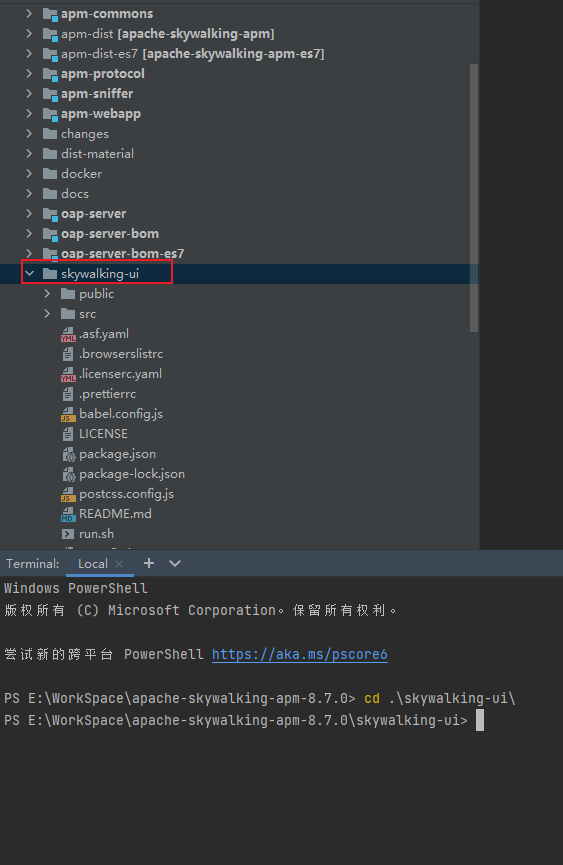 apm-commons
apm-dist [apache-skywalking-apm]
apm-dist-es7 [apache-skywalking-apm-es7]
apm-protocol
apm-sniffer
apm-webapp
changes
dist-material
docker
docs
oap-server
oap-server-bom
oap-server-bom-es7
skywalking-ui
public
src
.asf.yaml
.browserslistrc
.licenserc.yaml
.prettierrc
babel.config.js
LICENSE
package.json
package-lock.json
postcss.config.js
README.md
run.sh
Terminal: Local × +
Windows PowerShell
版权所有 (C) Microsoft Corporation。保留所有权利。
尝试新的跨平台 PowerShell https://aka.ms/pscore6
PS E:\WorkSpace\apache-skywalking-apm-8.7.0> cd .\skywalking-ui\
PS E:\WorkSpace\apache-skywalking-apm-8.7.0\skywalking-ui>